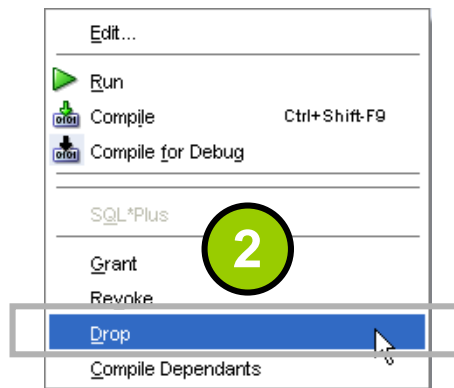 Edit...
Run
Compile Ctrl+Shift-F9
Compile for Debug
SQL*Plus
2
Grant
Revoke
Drop
Compile Dependants